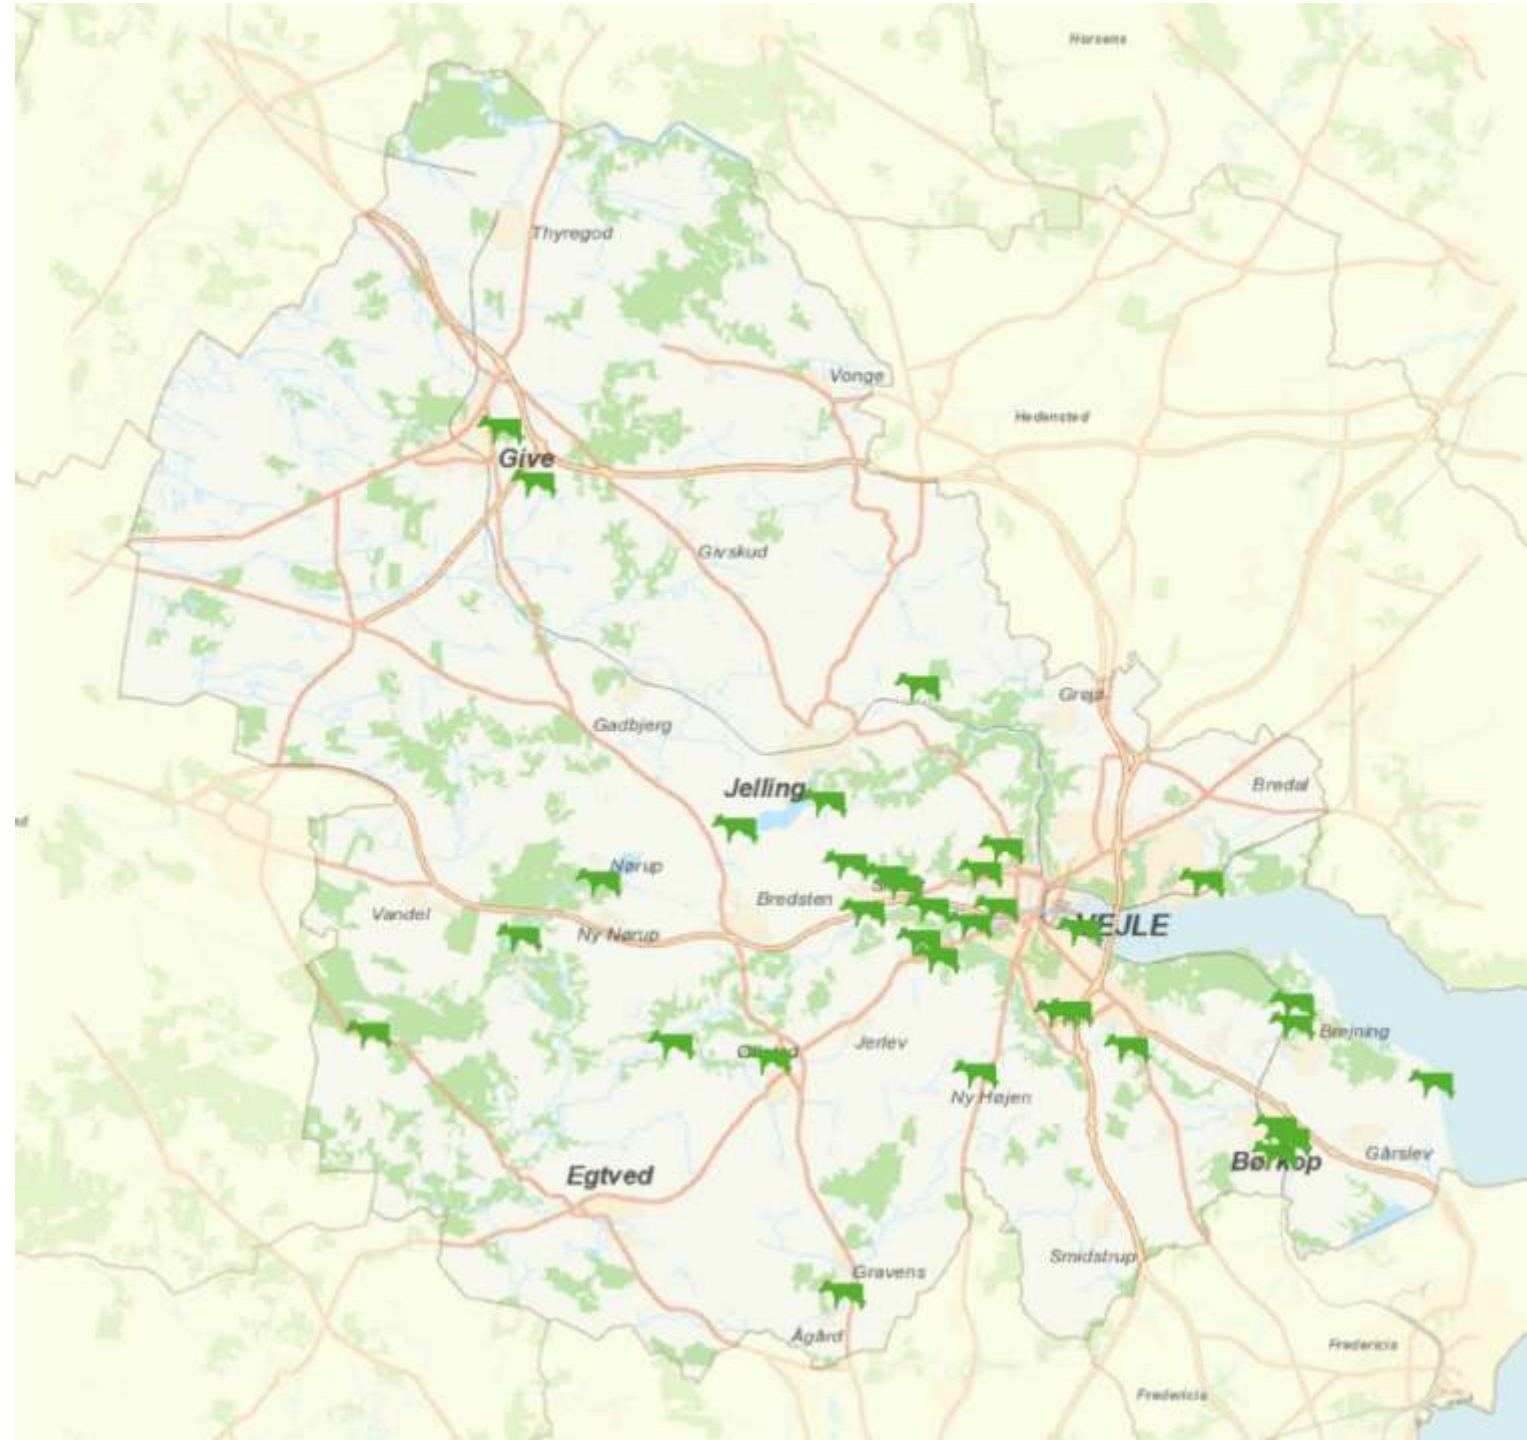 Horsens
Thyregod
Vonge
Hedensted
Give
Givskud
Gadbjerg
Jelling
Bredal
Nørup
Bredsten
Vandel
Ny Nørup
VEJLE
Brejning
Jerlev
Ny Højen
Gårslev
Børkop
Egtved
Smidstrup
Gravens
Ågård
Fredericia
Fredericia